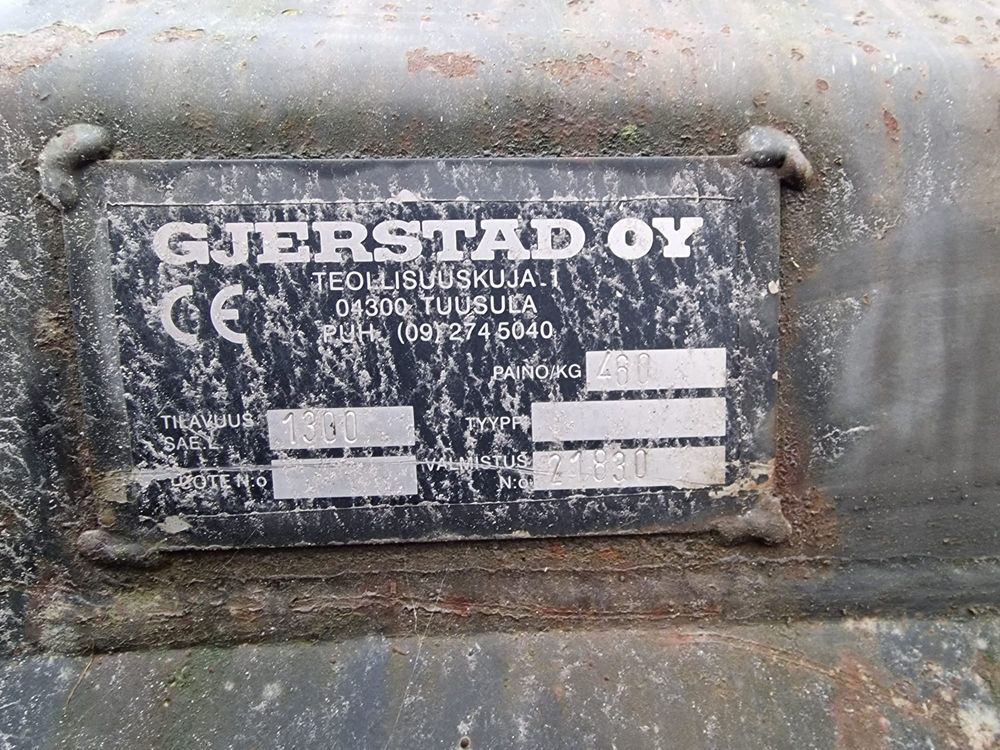 GJERSTAD OY
TEOLLISUUSKUJA 1
04300 TUUSULA
PUH. (09) 274 5040
CE
PAINO/KG 460
TILAVUUS SAE.L. 1300
TYYPPI
TUOTE N:o
VALMISTUS N:o 21830